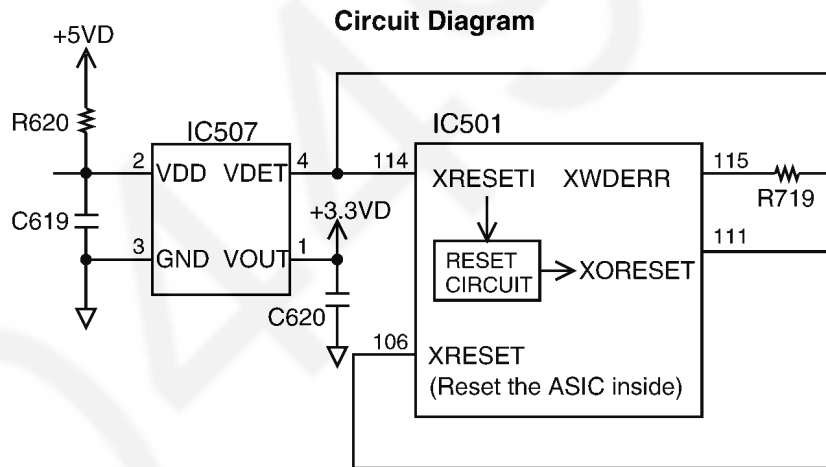 Circuit Diagram
+5VD
R620
C619
IC507
2 VDD VDET 4
3 GND VOUT 1
+3.3VD
C620
IC501
114 XRESETI XWDERR 115
R719
111
RESET
CIRCUIT
XORESET
106
XRESET
(Reset the ASIC inside)